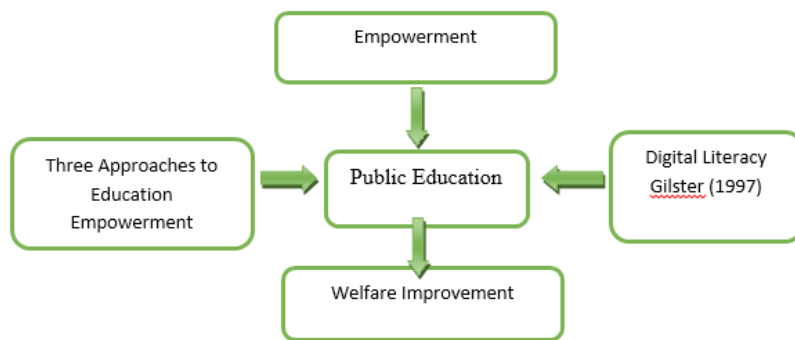 Empowerment
Three Approaches to
Education
Empowerment
Public Education
Digital Literacy
Gilster (1997)
Welfare Improvement